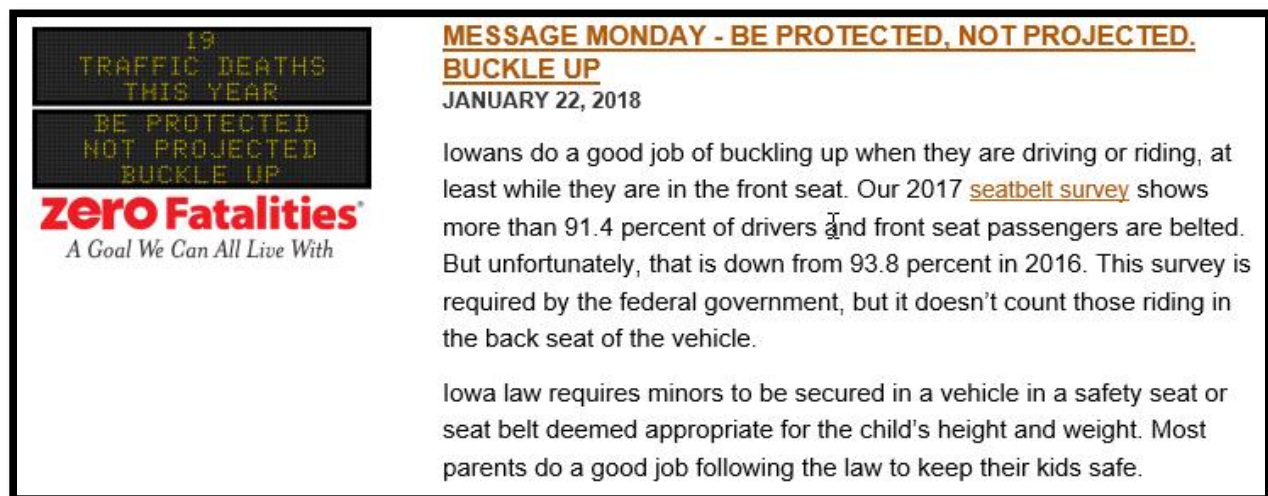 19
TRAFFIC DEATHS
THIS YEAR
BE PROTECTED
NOT PROJECTED
BUCKLE UP
zero Fatalities®
A Goal We Can All Live With
MESSAGE MONDAY - BE PROTECTED, NOT PROJECTED.
BUCKLE UP
JANUARY 22, 2018
Iowans do a good job of buckling up when they are driving or riding, at
least while they are in the front seat. Our 2017 seatbelt survey shows
more than 91.4 percent of drivers and front seat passengers are belted.
But unfortunately, that is down from 93.8 percent in 2016. This survey is
required by the federal government, but it doesn’t count those riding in
the back seat of the vehicle.
Iowa law requires minors to be secured in a vehicle in a safety seat or
seat belt deemed appropriate for the child’s height and weight. Most
parents do a good job following the law to keep their kids safe.